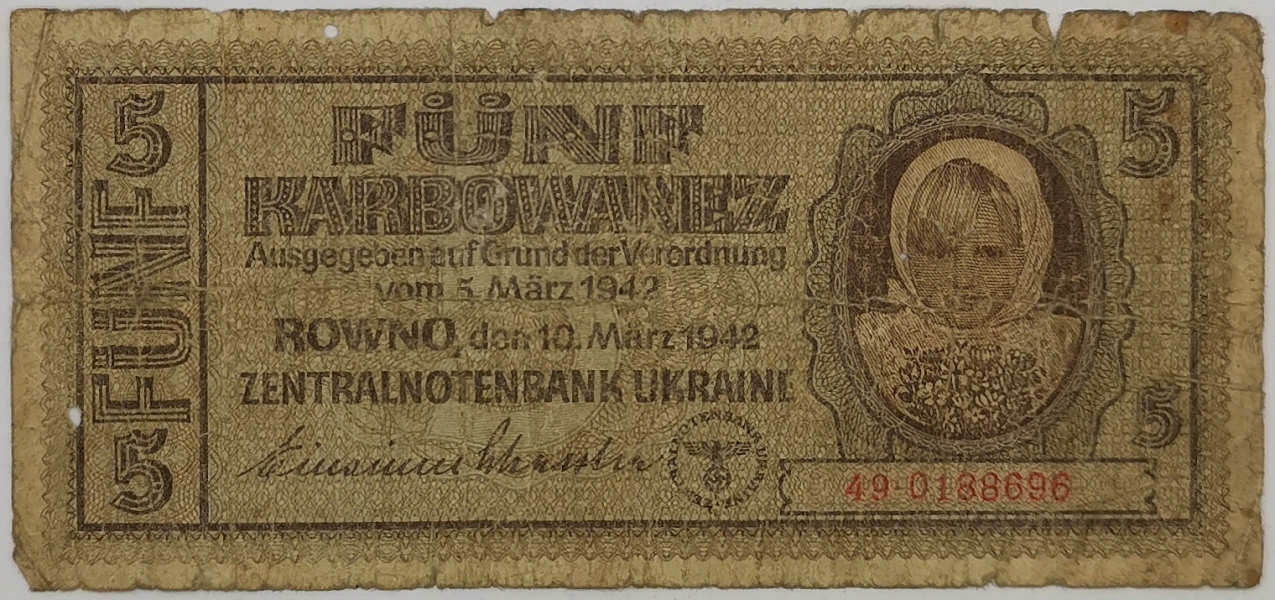 5 FÜNF 5
FÜNF
KARBOWANEZ
Ausgegeben auf Grund der Verordnung
vom 5. März 1942
ROWNO, den 10. März 1942
ZENTRALNOTENBANK UKRAINE
5
5
49·0188696